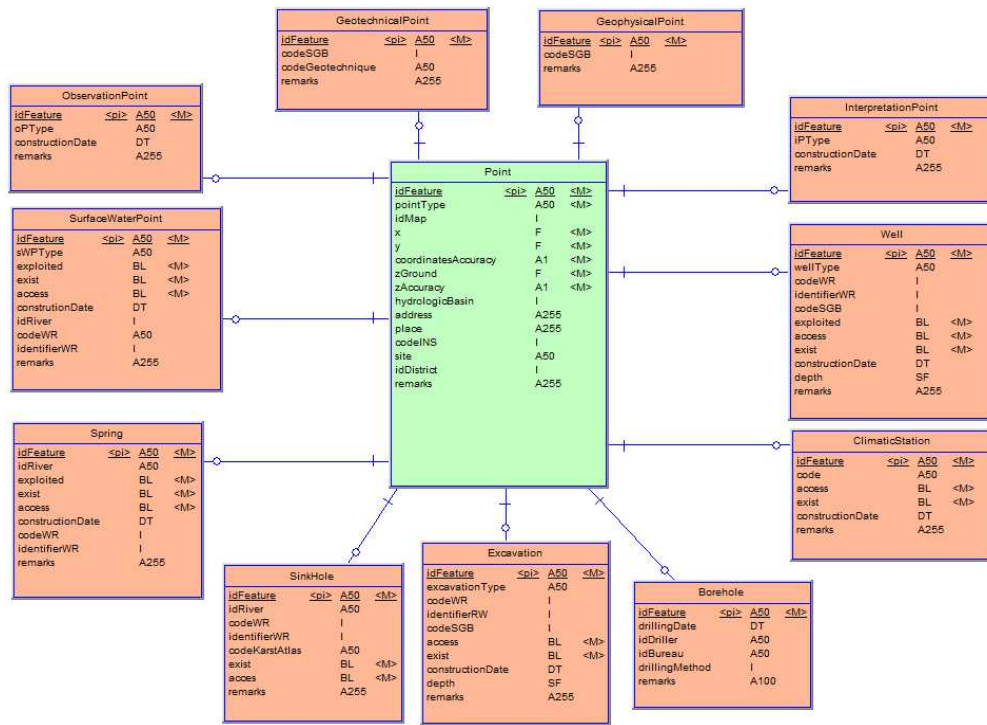 GeotechnicalPoint
idFeature <pi> A50 <M>
codeSGB I
codeGeotechnique A50
remarks A255
GeophysicalPoint
idFeature <pi> A50 <M>
codeSGB I
remarks A255
ObservationPoint
idFeature <pi> A50 <M>
oPType A50
constructionDate DT
remarks A255
InterpretationPoint
idFeature <pi> A50 <M>
iPType A50
constructionDate DT
remarks A255
Point
idFeature <pi> A50 <M>
pointType A50 <M>
idMap I
x F <M>
y F <M>
coordinatesAccuracy A1 <M>
zGround F <M>
zAccuracy A1 <M>
hydrologicBasin I
address A255
place A255
codeINS I
site A50
idDistrict I
remarks A255
SurfaceWaterPoint
idFeature <pi> A50 <M>
sWPType A50
exploited BL <M>
exist BL <M>
access BL <M>
construtionDate DT
idRiver I
codeWR A50
identifierWR I
remarks A255
Well
idFeature <pi> A50 <M>
wellType A50
codeWR I
identifierWR I
codeSGB I
exploited BL <M>
access BL <M>
exist BL <M>
constructionDate DT
depth SF
remarks A255
Spring
idFeature <pi> A50 <M>
idRiver A50
exploited BL <M>
exist BL <M>
access BL <M>
constructionDate DT
codeWR I
identifierWR I
remarks A255
ClimaticStation
idFeature <pi> A50 <M>
code A50
access BL <M>
exist BL <M>
constructionDate DT
remarks A255
SinkHole
idFeature <pi> A50 <M>
idRiver A50
codeWR I
identifierWR I
codeKarstAtlas A50
exist BL <M>
acces BL <M>
remarks A255
Excavation
idFeature <pi> A50 <M>
excavationType A50
codeWR I
identifierRW I
codeSGB I
access BL <M>
exist BL <M>
constructionDate DT
depth SF
remarks A255
Borehole
idFeature <pi> A50 <M>
drillingDate DT
idDriller A50
idBureau A50
drillingMethod I
remarks A100